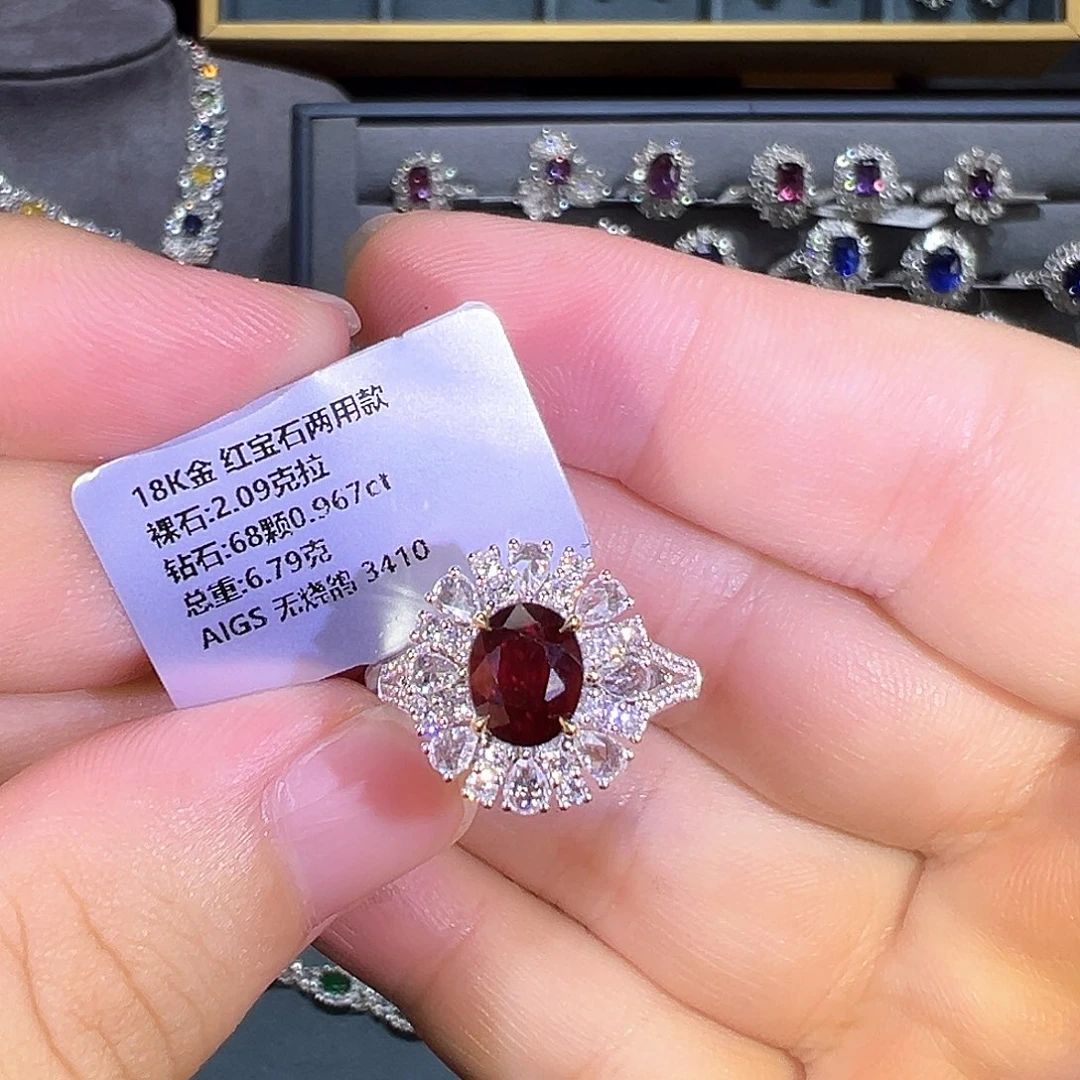 18K金 红宝石两用款
裸石:2.09克拉
钻石:68颗0.967ct
总重:6.79克
AIGS 无烧鸽 3410